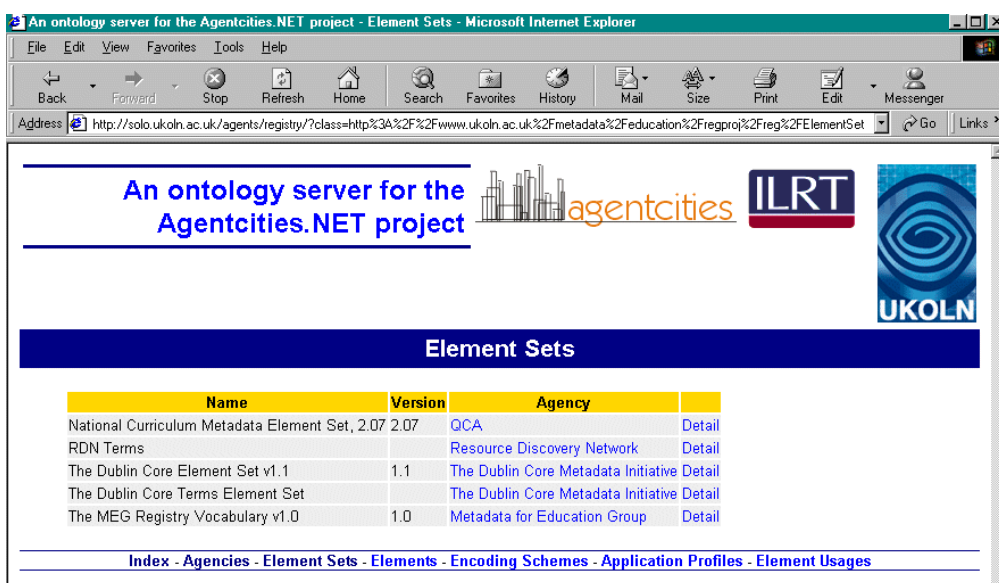 An ontology server for the Agentcities.NET project - Element Sets - Microsoft Internet Explorer
File Edit View Favorites Tools Help
Back Forward Stop Refresh Home Search Favorites History Mail Size Print Edit Messenger
Address http://solo.ukoln.ac.uk/agents/registry/?class=http%3A%2F%2Fwww.ukoln.ac.uk%2Fmetadata%2Feducation%2Fregproj%2Freg%2FElementSet Go Links
An ontology server for the
Agentcities.NET project
agentcities
ILRT
UKOLN
Element Sets
Name Version Agency
National Curriculum Metadata Element Set, 2.07 2.07 QCA Detail
RDN Terms Resource Discovery Network Detail
The Dublin Core Element Set v1.1 1.1 The Dublin Core Metadata Initiative Detail
The Dublin Core Terms Element Set The Dublin Core Metadata Initiative Detail
The MEG Registry Vocabulary v1.0 1.0 Metadata for Education Group Detail
Index - Agencies - Element Sets - Elements - Encoding Schemes - Application Profiles - Element Usages